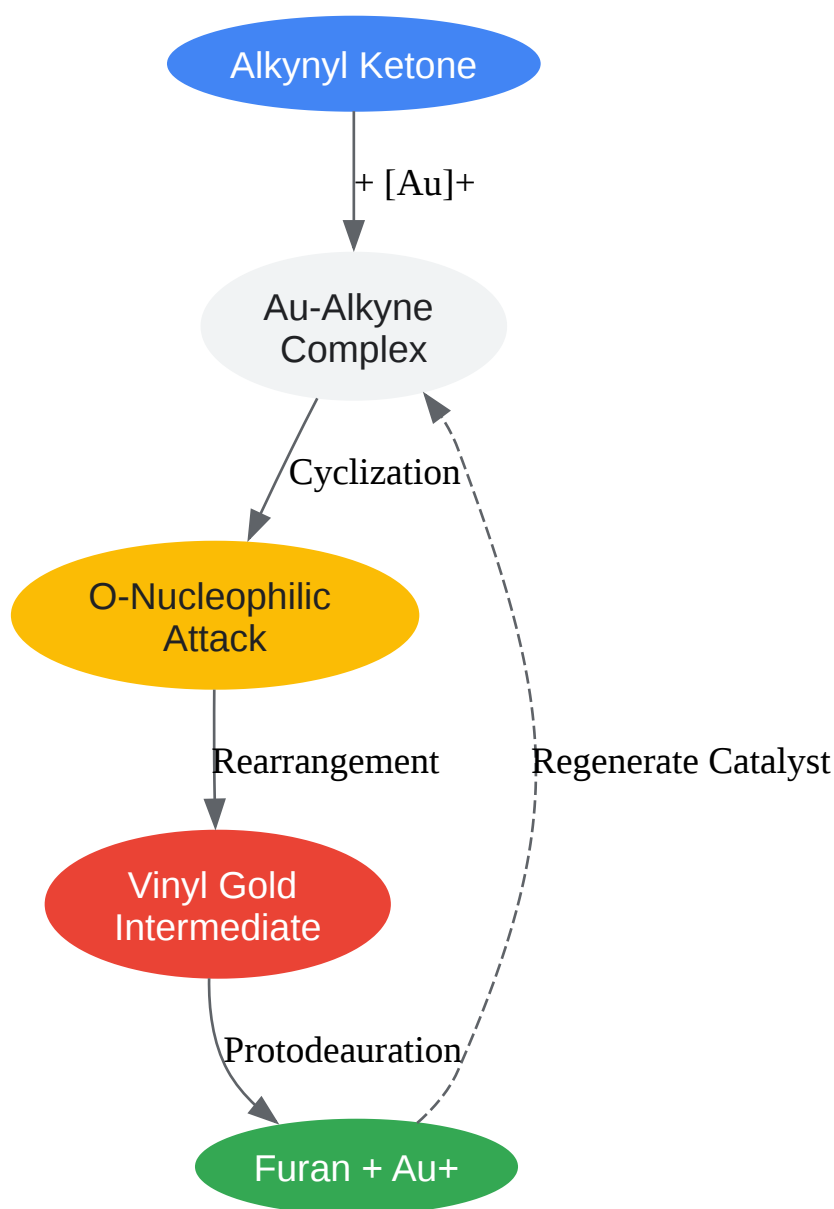 Alkynyl Ketone
+ [Au]+
Au-Alkyne
Complex
Cyclization
O-Nucleophilic
Attack
Rearrangement
Regenerate Catalyst
Vinyl Gold
Intermediate
Protodeauration
Furan + Au+